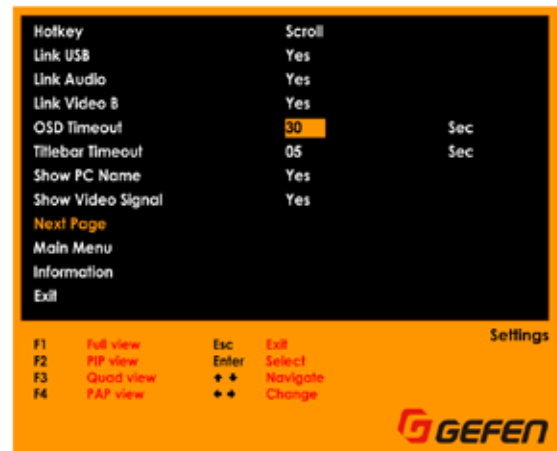 Hotkey Scroll
Link USB Yes
Link Audio Yes
Link Video B Yes
OSD Timeout 30 Sec
Titlebar Timeout 05 Sec
Show PC Name Yes
Show Video Signal Yes
Next Page
Main Menu
Information
Exit
Settings
F1 Full view Esc Exit
F2 PIP view Enter Select
F3 Quad view Navigate
F4 PAP view Change
GEFEN